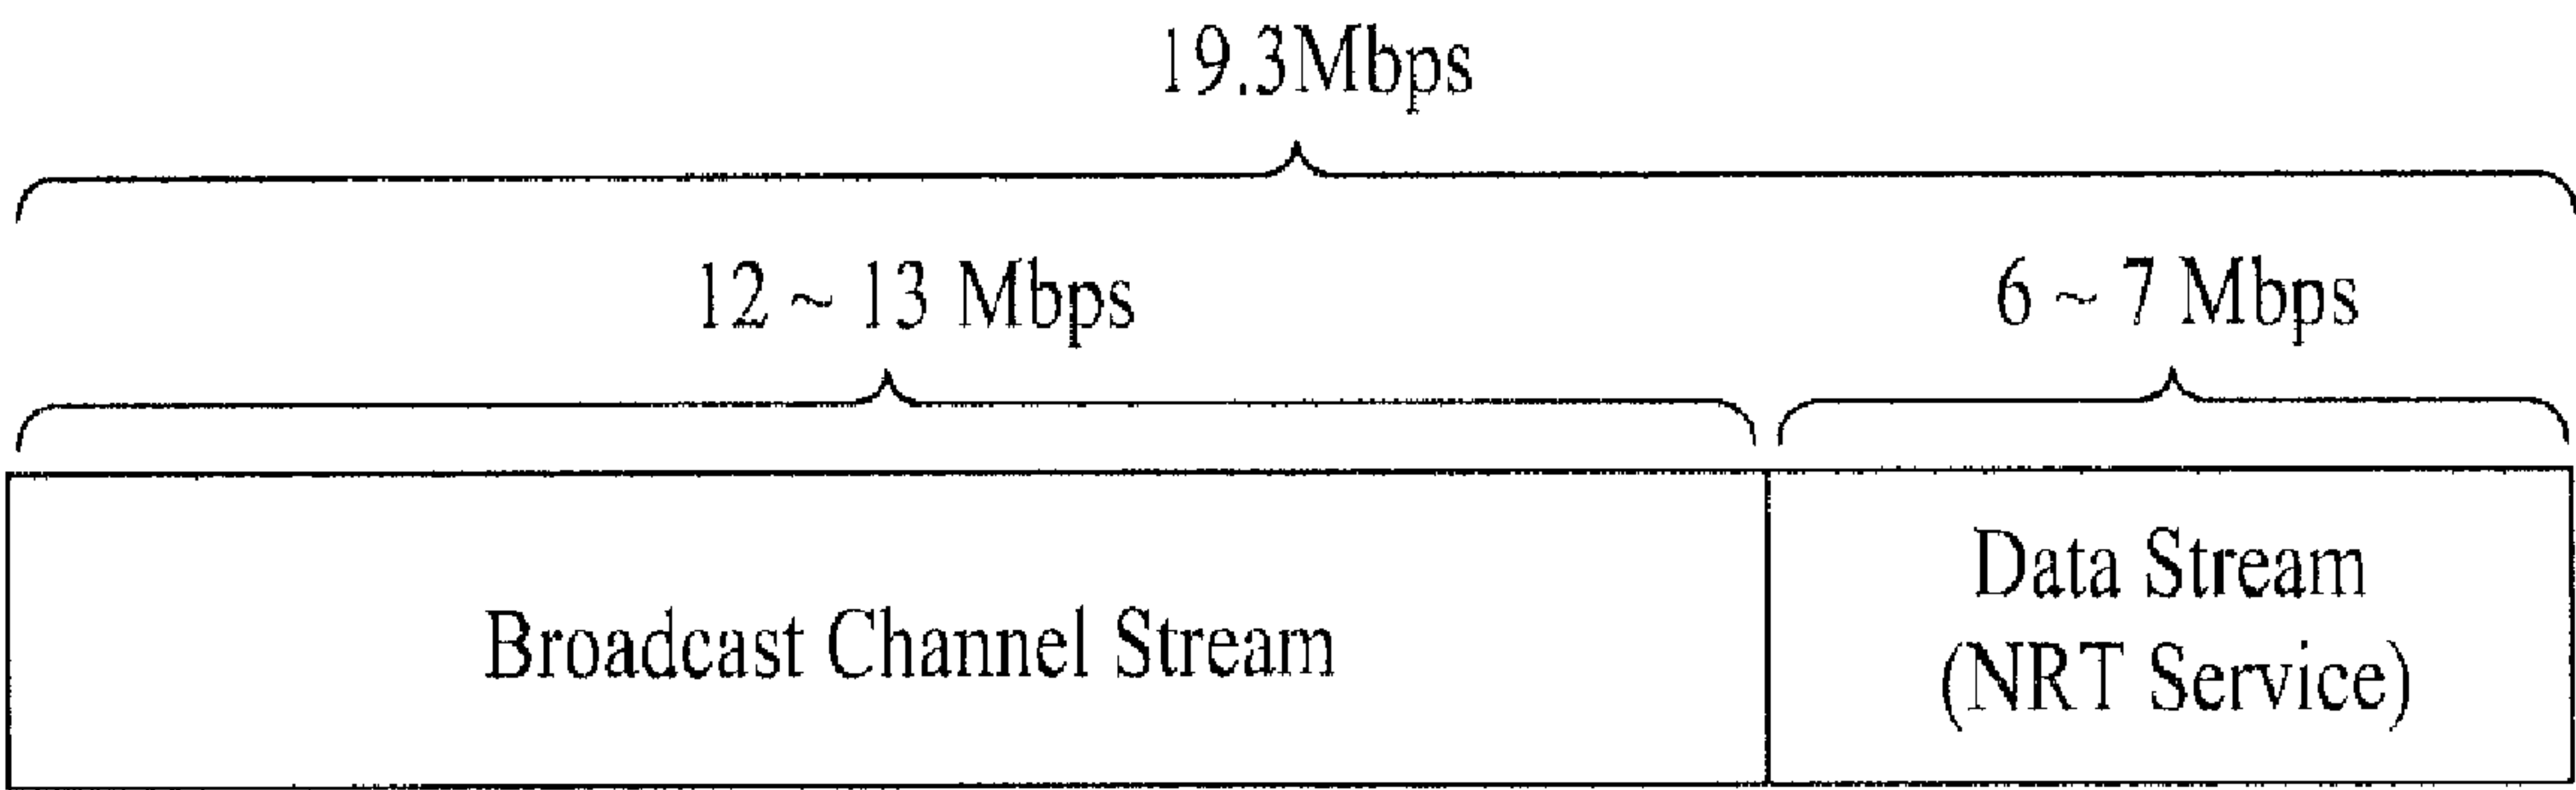 19.3Mbps
12 ~ 13 Mbps
6 ~ 7 Mbps
Broadcast Channel Stream
Data Stream
(NRT Service)